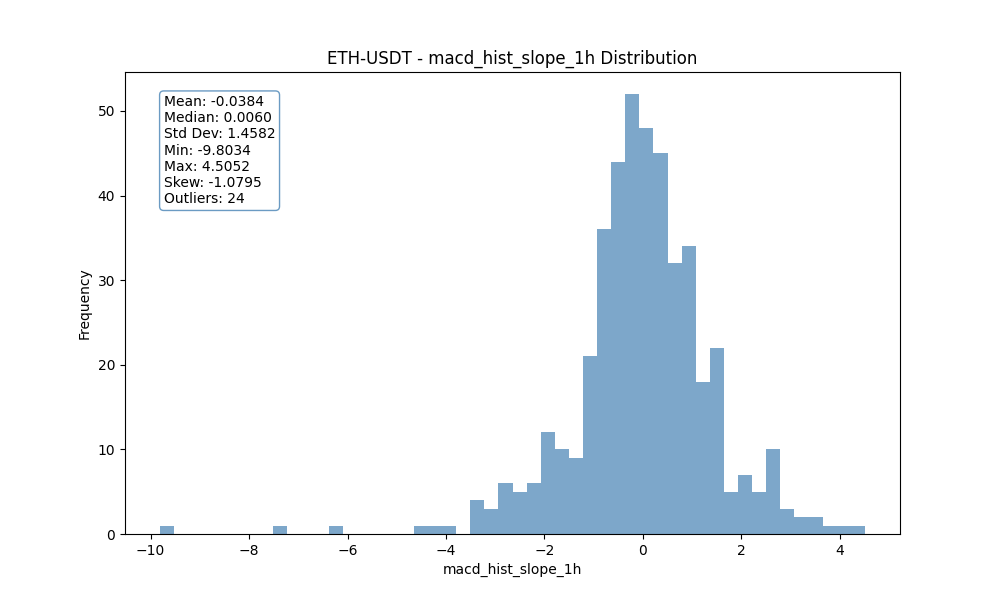 ETH-USDT - macd_hist_slope_1h Distribution
Mean: -0.0384
Median: 0.0060
Std Dev: 1.4582
Min: -9.8034
Max: 4.5052
Skew: -1.0795
Outliers: 24
Frequency
50
40
30
20
10
0
−10 −8 −6 −4 −2 0 2 4
macd_hist_slope_1h